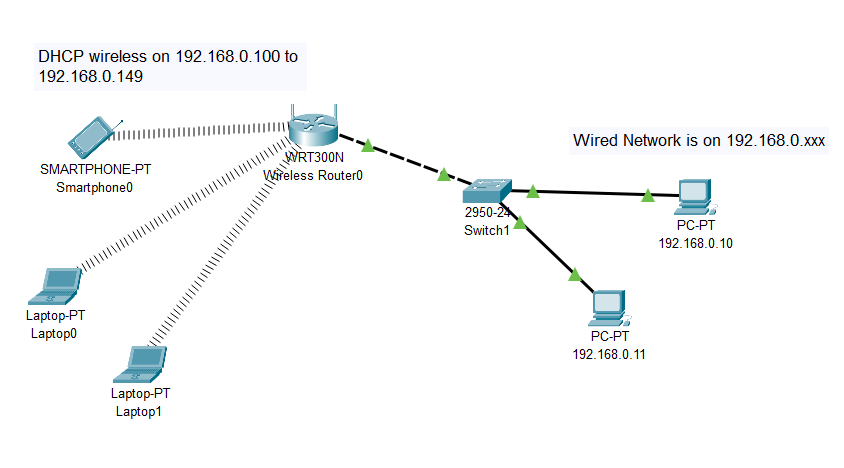 DHCP wireless on 192.168.0.100 to
192.168.0.149
Wired Network is on 192.168.0.xxx
WRT300N
Wireless Router0
SMARTPHONE-PT
Smartphone0
2950-24
Switch1
PC-PT
192.168.0.10
Laptop-PT
Laptop0
PC-PT
192.168.0.11
Laptop-PT
Laptop1